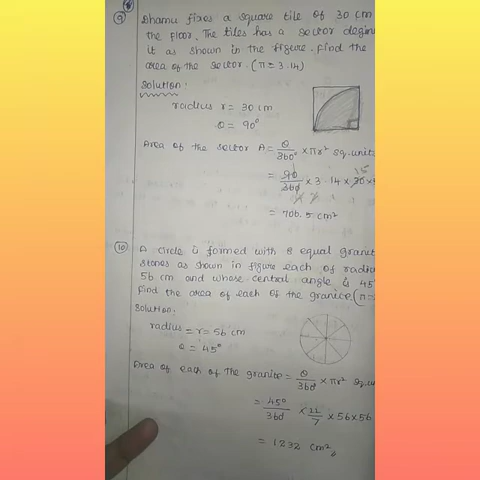 9 Dhamu fixes a square tile of 30 cm
the floor. The tiles has a sector
it as shown in the figure. Find the
area of the sector. (π = 3.14)
Solution:
radius r = 30 cm
θ = 90°
Area of the sector A = θ/360° × πr² sq. units
= 90/360 × 3.14 × 30 ×
15
= 706.5 cm²
10 A circle is formed with 8 equal granit
stones as shown in figure each of radiu
56 cm and whose central angle is 45°
Find the area of each of the granite. (π =
Solution:
radius = r = 56 cm
θ = 45°
Area of each of the granite = θ/360 × πr² sq. u
= 45°/360 × 22/7 × 56 × 56
= 1232 cm²